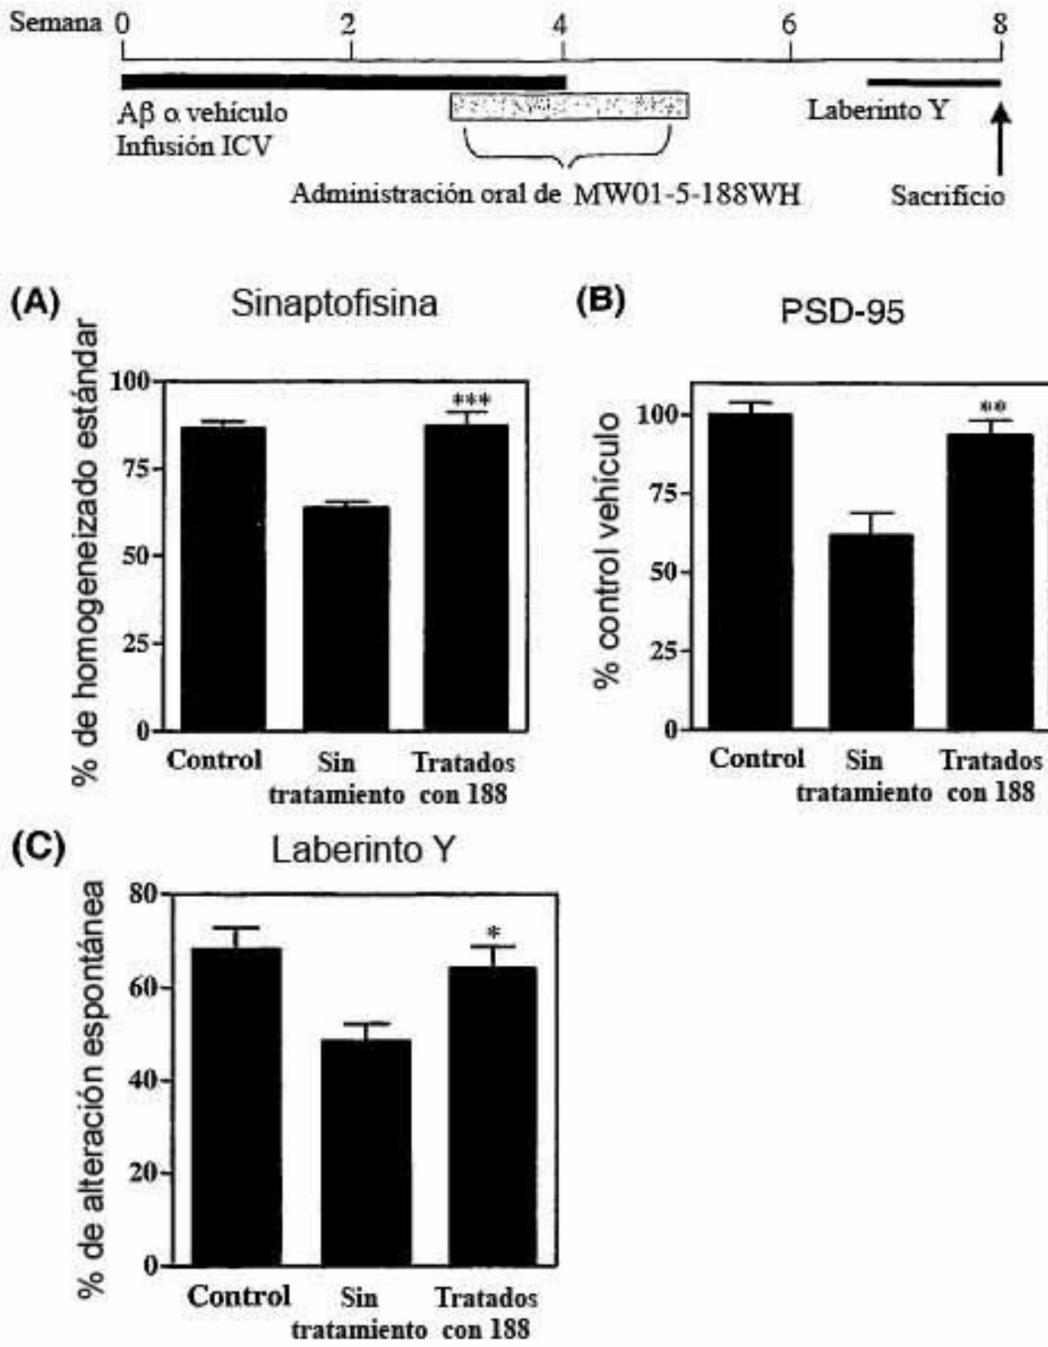 Semana 0 2 4 6 8
Aβ o vehículo
Infusión ICV
Laberinto Y
Administración oral de MW01-5-188WH
Sacrificio
(A) Sinaptofisina
% de homogeneizado estándar
100
75
50
25
0
***
Control Sin tratamiento Tratados con 188
(B) PSD-95
% control vehículo
100
75
50
25
0
**
Control Sin tratamiento Tratados con 188
(C) Laberinto Y
% de alteración espontánea
80
60
40
20
0
*
Control Sin tratamiento Tratados con 188